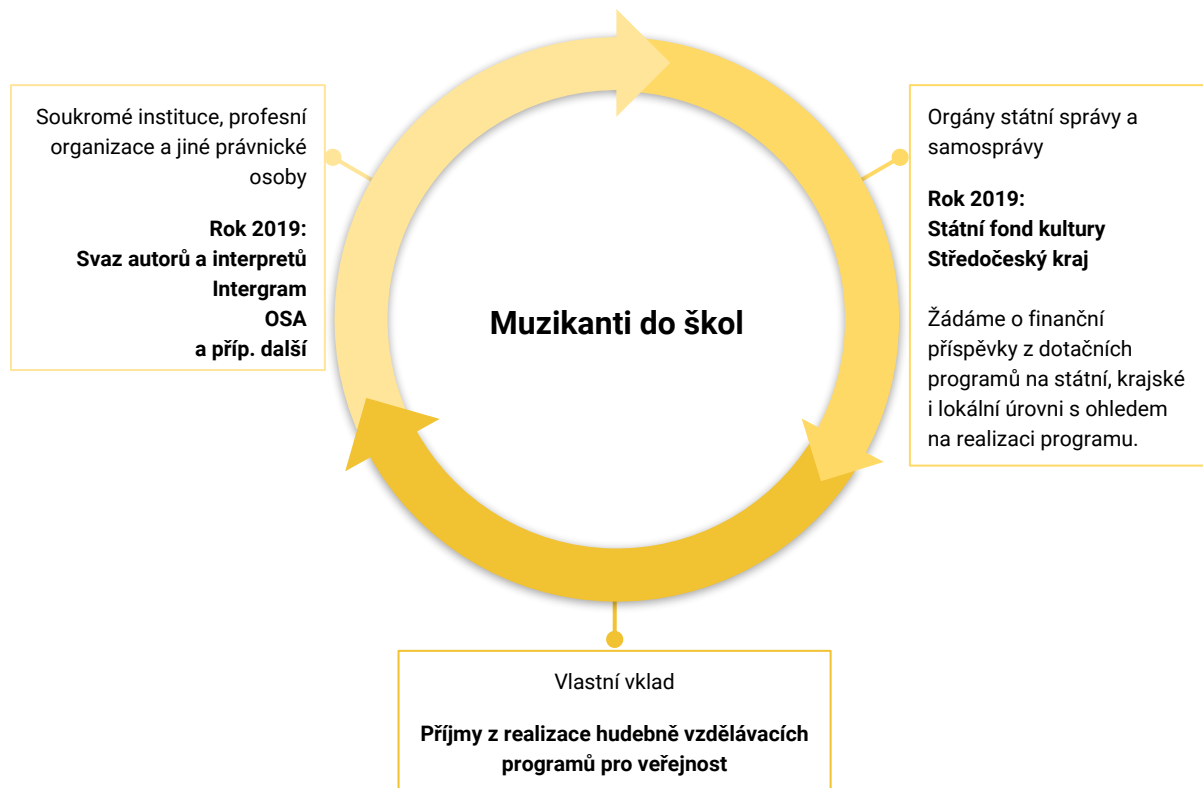 Soukromé instituce, profesní
organizace a jiné právnické
osoby
Rok 2019:
Svaz autorů a interpretů
Intergram
OSA
a příp. další
Muzikanti do škol
Orgány státní správy a
samosprávy
Rok 2019:
Státní fond kultury
Středočeský kraj
Žádáme o finanční
příspěvky z dotačních
programů na státní, krajské
i lokální úrovni s ohledem
na realizaci programu.
Vlastní vklad
Příjmy z realizace hudebně vzdělávacích
programů pro veřejnost